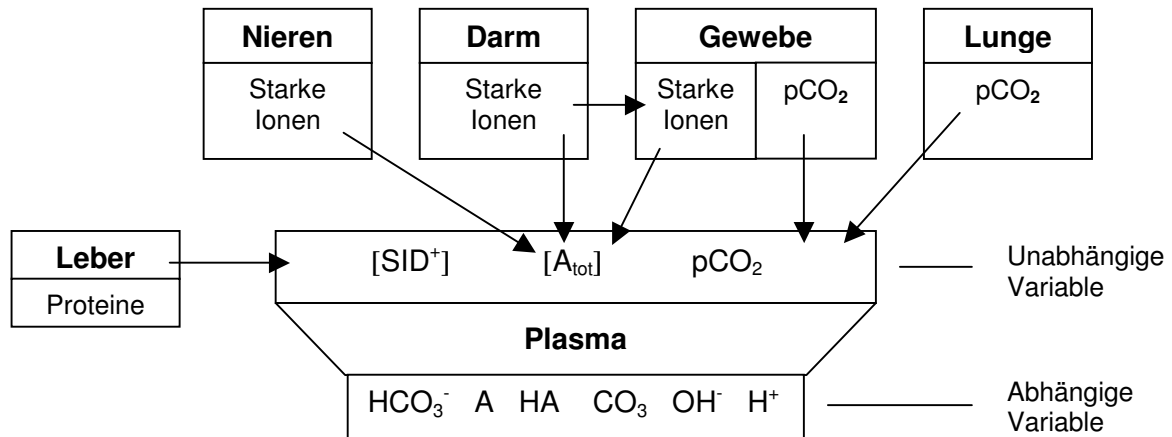 Nieren
Starke
Ionen
Darm
Starke
Ionen
Gewebe
Starke
Ionen
pCO₂
Lunge
pCO₂
Leber
Proteine
[SID⁺] [Aₜₒₜ] pCO₂
Unabhängige
Variable
Plasma
HCO₃⁻ A HA CO₃ OH⁻ H⁺
Abhängige
Variable